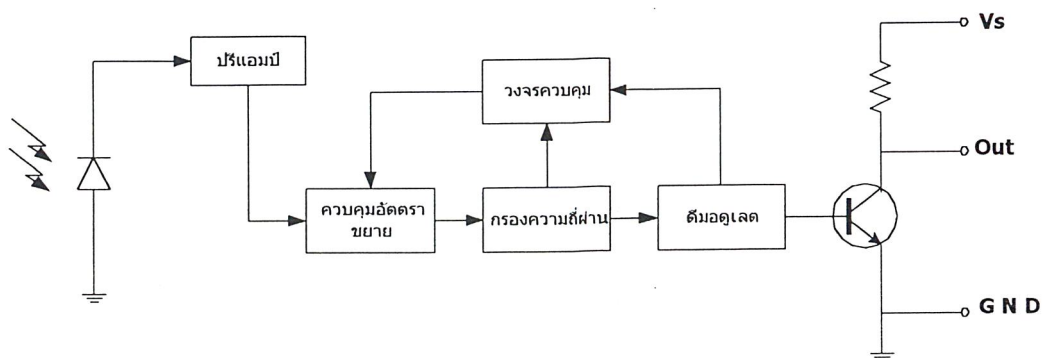 Vs
ปรีแอมป์
วงจรควบคุม
Out
ควบคุมอัตตรา
ขยาย
กรองความถี่ผ่าน
ดีมอดูเลต
G N D